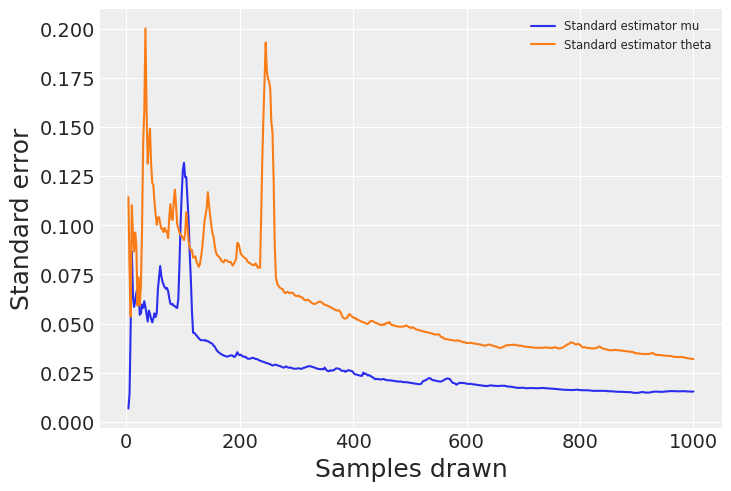 Standard estimator mu
Standard estimator theta
Standard error
0.200
0.175
0.150
0.125
0.100
0.075
0.050
0.025
0.000
0 200 400 600 800 1000
Samples drawn